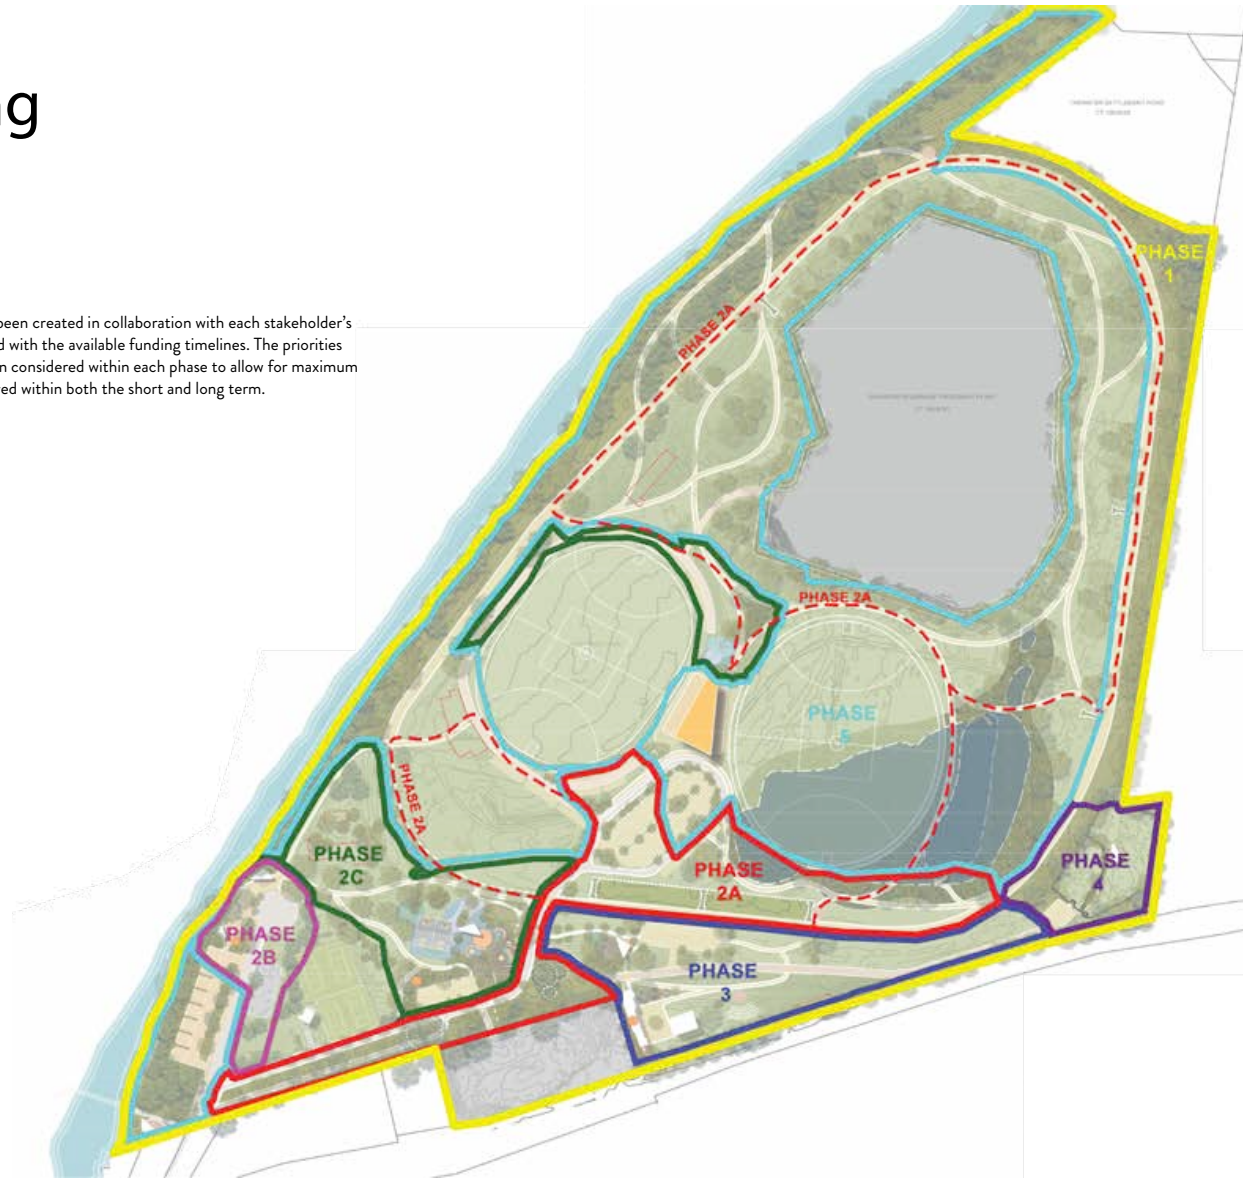 g
been created in collaboration with each stakeholder's
d with the available funding timelines. The priorities
n considered within each phase to allow for maximum
ed within both the short and long term.
PHASE
1
PHASE 2A
PHASE 2A
PHASE
5
PHASE 2A
PHASE
2C
PHASE
2A
PHASE
4
PHASE
2B
PHASE
3